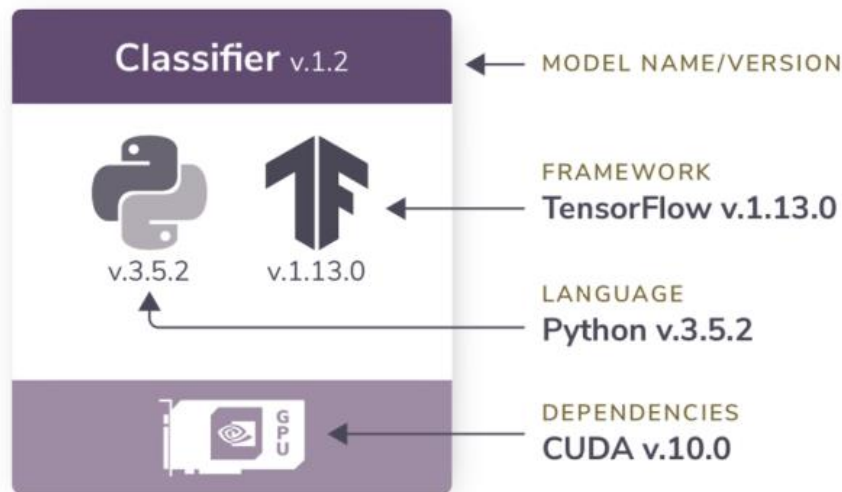 Classifier v.1.2
MODEL NAME/VERSION
FRAMEWORK
TensorFlow v.1.13.0
v.3.5.2
v.1.13.0
LANGUAGE
Python v.3.5.2
GPU
DEPENDENCIES
CUDA v.10.0